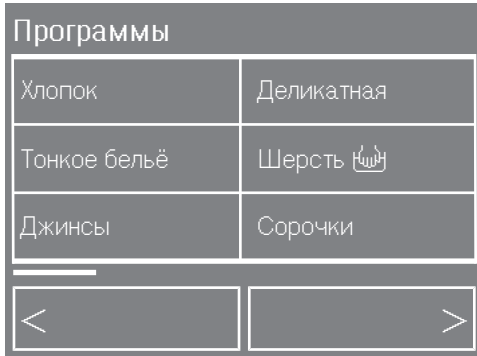 Программы
Хлопок
Деликатная
Тонкое бельё
Шерсть
Джинсы
Сорочки
<
>